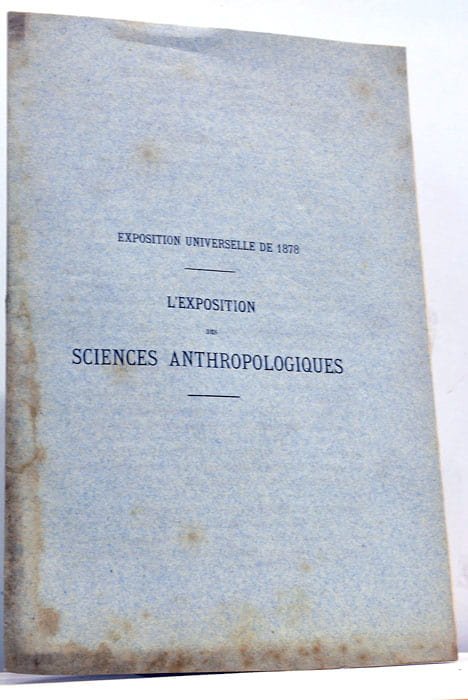 EXPOSITION UNIVERSELLE DE 1878
L'EXPOSITION
DES
SCIENCES ANTHROPOLOGIQUES